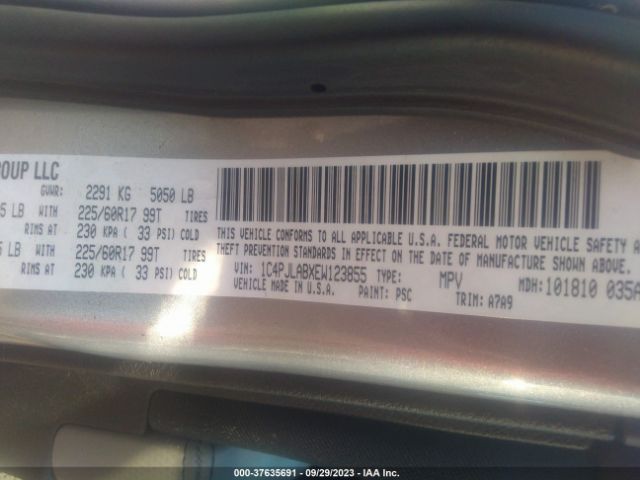 ROUP LLC
GVWR: 2291 KG 5050 LB
5 LB WITH 225/60R17 99T TIRES
RIMS AT 230 KPA ( 33 PSI) COLD
5 LB WITH 225/60R17 99T TIRES
RIMS AT 230 KPA ( 33 PSI) COLD
THIS VEHICLE CONFORMS TO ALL APPLICABLE U.S.A. FEDERAL MOTOR VEHICLE SAFETY A
THEFT PREVENTION STANDARDS IN EFFECT ON THE DATE OF MANUFACTURE SHOWN ABOVE.
VIN: 1C4PJLABXEW123855 TYPE: MPV MDH: 101810 035A
VEHICLE MADE IN U.S.A. PAINT: PSC TRIM: A7A9
000-37635691 - 09/29/2023 - IAA Inc.